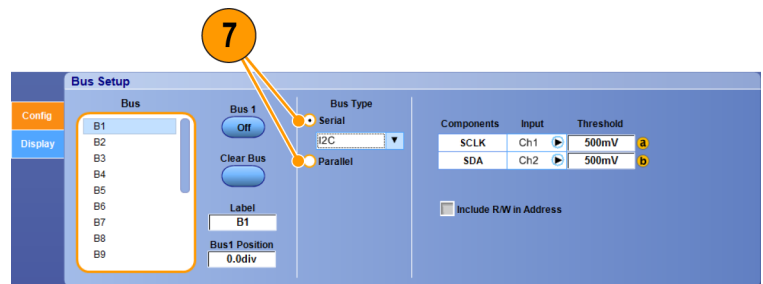 7
Bus Setup
Config
Display
Bus
B1
B2
B3
B4
B5
B6
B7
B8
B9
Bus 1
Off
Clear Bus
Label
B1
Bus1 Position
0.0div
Bus Type
Serial
I2C
Parallel
Components Input Threshold
SCLK Ch1 500mV a
SDA Ch2 500mV b
Include R/W in Address